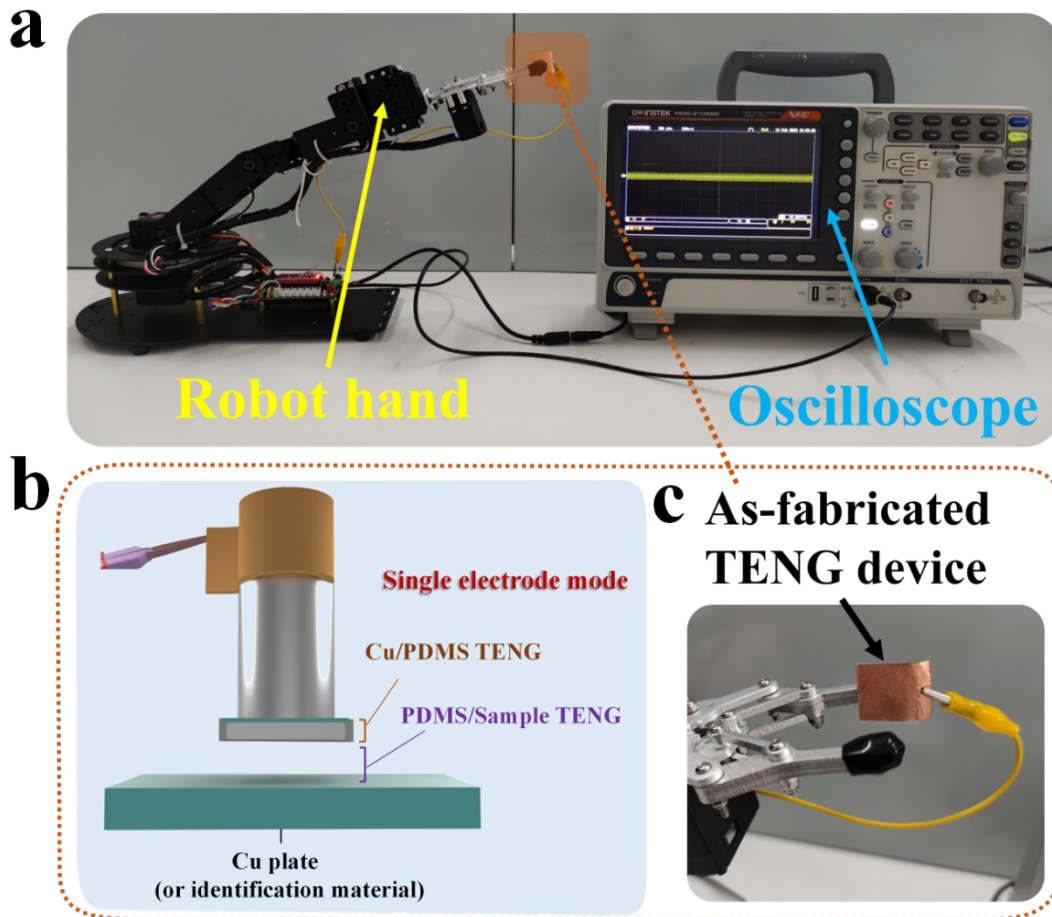 a
GW INSTEK
Robot hand
Oscilloscope
b
Single electrode mode
Cu/PDMS TENG
PDMS/Sample TENG
Cu plate
(or identification material)
c
As-fabricated
TENG device